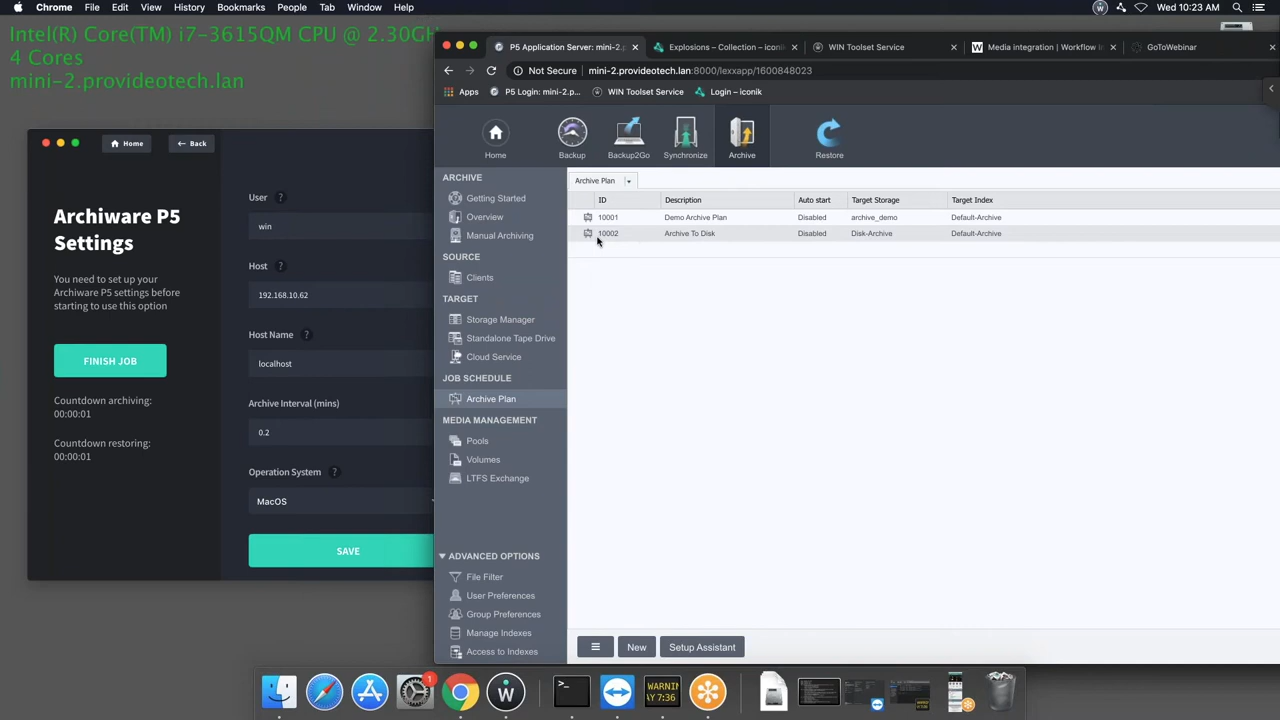 Chrome File Edit View History Bookmarks People Tab Window Help
Wed 10:23 AM
Intel(R) Core(TM) i7-3615QM CPU @ 2.30GH
4 Cores
mini-2.provideotech.lan
P5 Application Server: mini-2.
Explosions – Collection – iconik
WIN Toolset Service
Media integration | Workflow In
GoToWebinar
Not Secure mini-2.provideotech.lan:8000/lexxapp/1600848023
Apps P5 Login: mini-2.p... WIN Toolset Service Login – iconik
Home
Backup
Backup2Go
Synchronize
Archive
Restore
Home
Back
Archiware P5
Settings
You need to set up your
Archiware P5 settings before
starting to use this option
FINISH JOB
Countdown archiving:
00:00:01
Countdown restoring:
00:00:01
User ?
win
Host ?
192.168.10.62
Host Name ?
localhost
Archive Interval (mins)
0.2
Operation System ?
MacOS
SAVE
ARCHIVE
Getting Started
Overview
Manual Archiving
SOURCE
Clients
TARGET
Storage Manager
Standalone Tape Drive
Cloud Service
JOB SCHEDULE
Archive Plan
MEDIA MANAGEMENT
Pools
Volumes
LTFS Exchange
ADVANCED OPTIONS
File Filter
User Preferences
Group Preferences
Manage Indexes
Access to Indexes
Archive Plan
ID Description Auto start Target Storage Target Index
10001 Demo Archive Plan Disabled archive_demo Default-Archive
10002 Archive To Disk Disabled Disk-Archive Default-Archive
New
Setup Assistant
1
WARNIN
AY 7:36